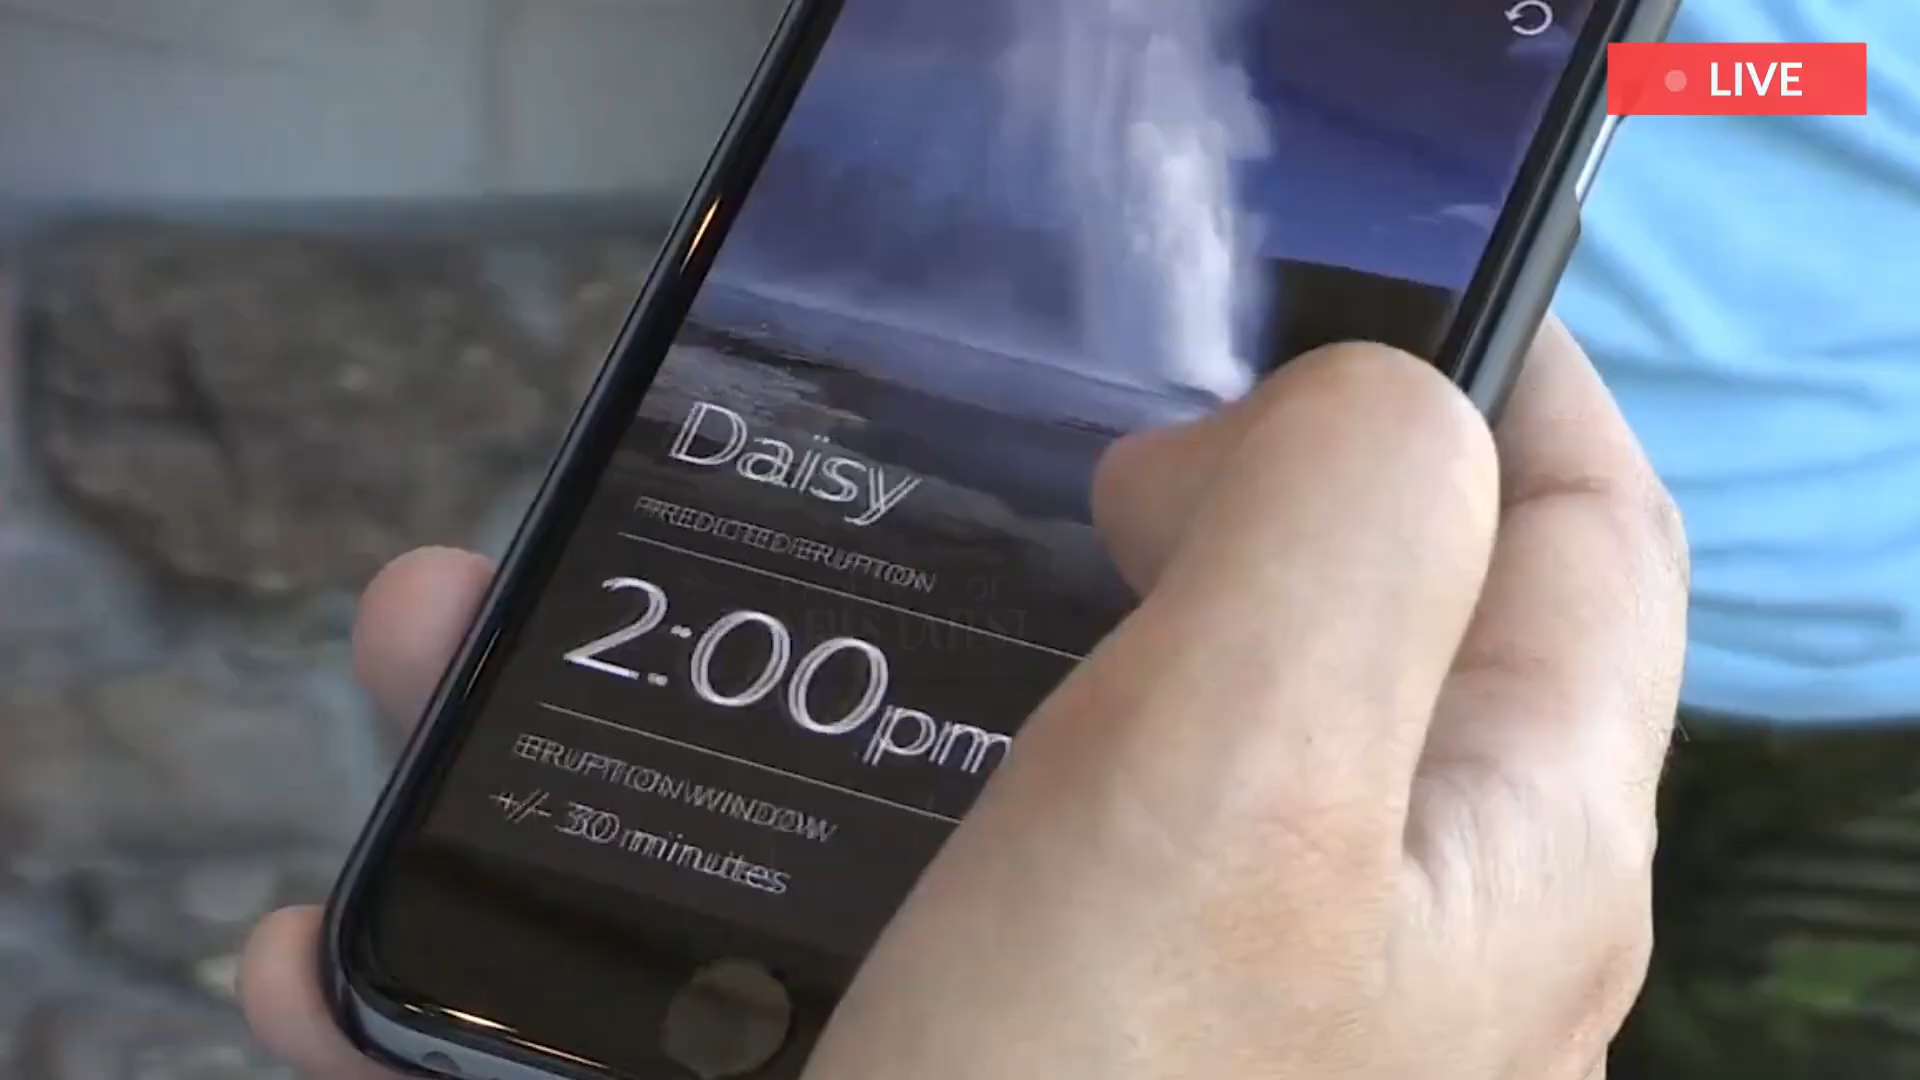 LIVE
Daisy
PREDICTED ERUPTION
2:00pm
ERUPTION WINDOW
+/- 30 minutes